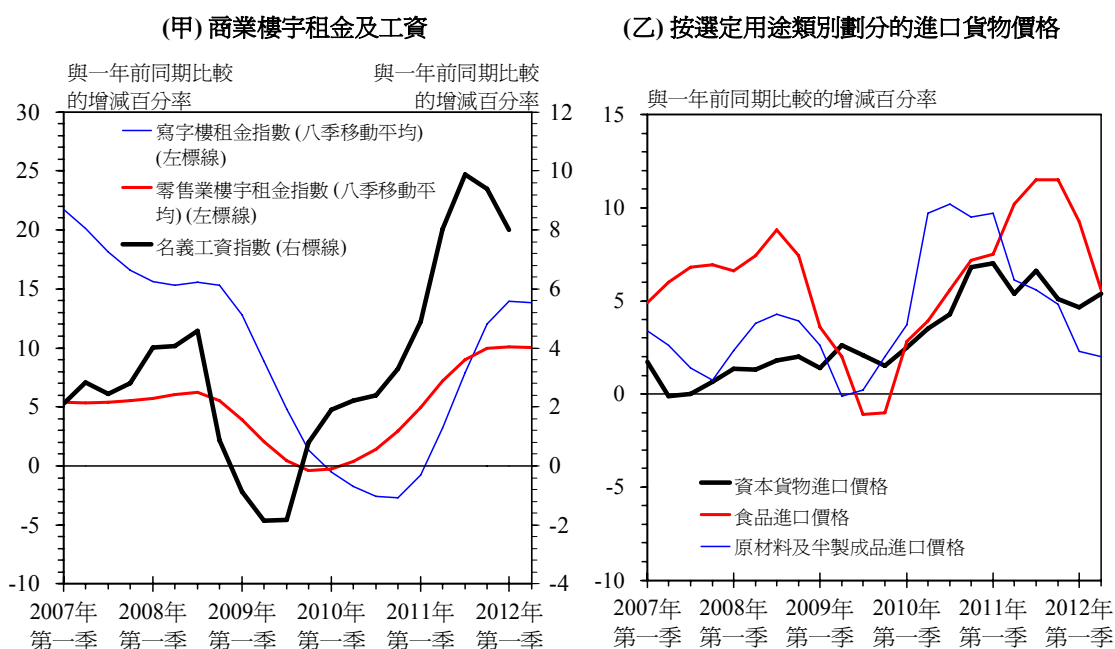 (甲) 商業樓宇租金及工資
與一年前同期比較
的增減百分率
與一年前同期比較
的增減百分率
30
25
20
15
10
5
0
-5
-10
12
10
8
6
4
2
0
-2
-4
寫字樓租金指數 (八季移動平均)
(左標線)
零售業樓宇租金指數 (八季移動平
均) (左標線)
名義工資指數 (右標線)
2007年 2008年 2009年 2010年 2011年 2012年
第一季 第一季 第一季 第一季 第一季 第一季
(乙) 按選定用途類別劃分的進口貨物價格
與一年前同期比較的增減百分率
15
10
5
0
-5
-10
資本貨物進口價格
食品進口價格
原材料及半製成品進口價格
2007年 2008年 2009年 2010年 2011年 2012年
第一季 第一季 第一季 第一季 第一季 第一季